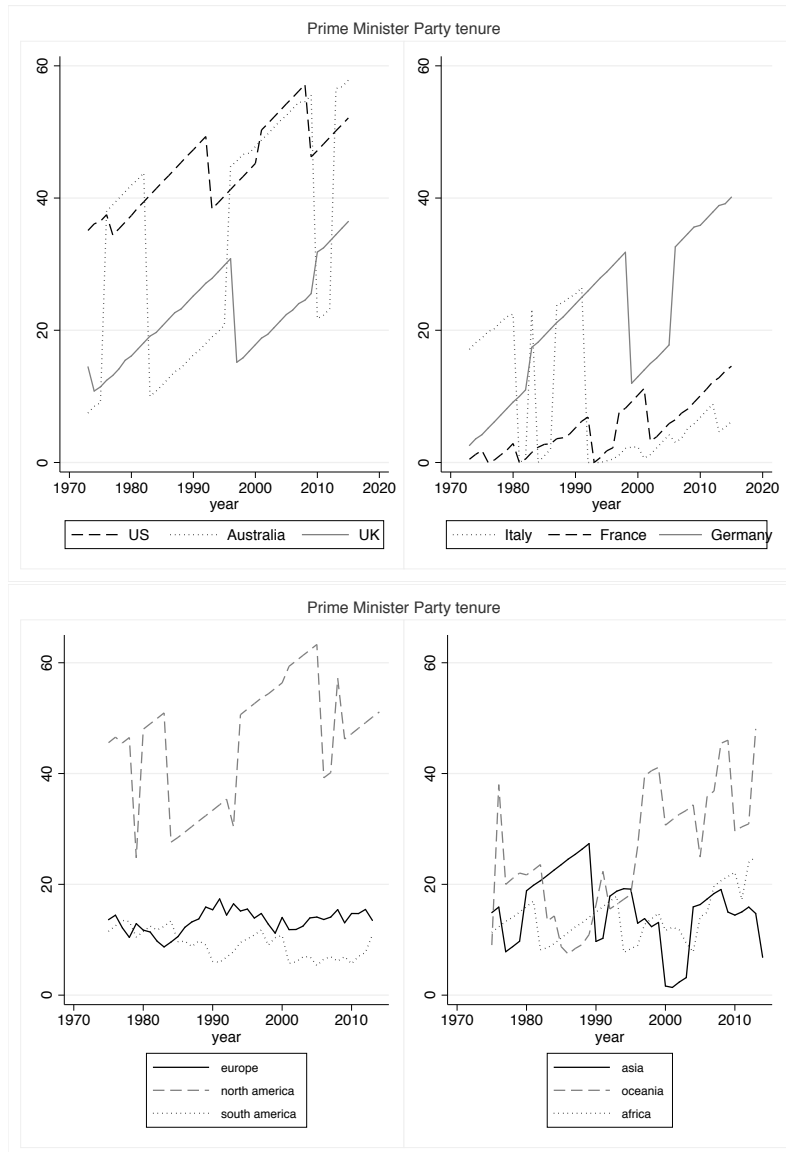 Prime Minister Party tenure
60
40
20
0
1970 1980 1990 2000 2010 2020
year
US Australia UK
60
40
20
0
1970 1980 1990 2000 2010 2020
year
Italy France Germany
Prime Minister Party tenure
60
40
20
0
1970 1980 1990 2000 2010
year
europe
north america
south america
60
40
20
0
1970 1980 1990 2000 2010
year
asia
oceania
africa